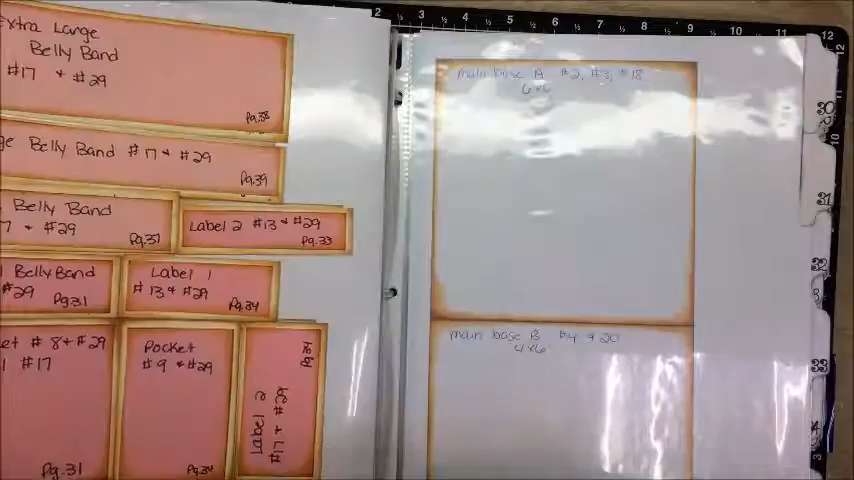 Extra Large
Belly Band
#17 + #29
Pg.38
ge Belly Band #17 + #29
Pg.39
Belly Band
7 + #29
Pg.37
Label 2 #13 + #29
Pg.33
Belly Band
#29
Pg.31
Label 1
#13 + #29
Pg.34
et #8 + #29
#17
Pg.31
Pocket
#9 + #29
Pg.34
Label 2
#17 + #29
main base A #2, #3, #18
6x6
main base B #4 + 20
4x6
2 3 4 5 6 7 8 9 10 11 12
30
31
32
33